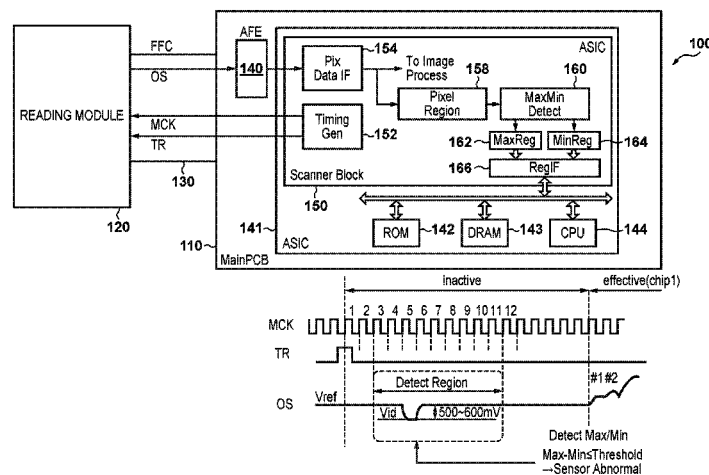 100
FFC
AFE
ASIC
OS
140
Pix
Data IF
154
To Image
Process
158
160
READING MODULE
Pixel
Region
MaxMin
Detect
MCK
Timing
Gen
152
162
MaxReg
MinReg
164
TR
166
RegIF
130
Scanner Block
150
120
141
110
ROM
142
DRAM
143
CPU
144
ASIC
MainPCB
inactive
effective(chip1)
MCK
1 2 3 4 5 6 7 8 9 10 11 12
TR
Detect Region
#1 #2
OS
Vref
Vid
500~600mV
Detect Max/Min
Max-Min≤Threshold
→Sensor Abnormal